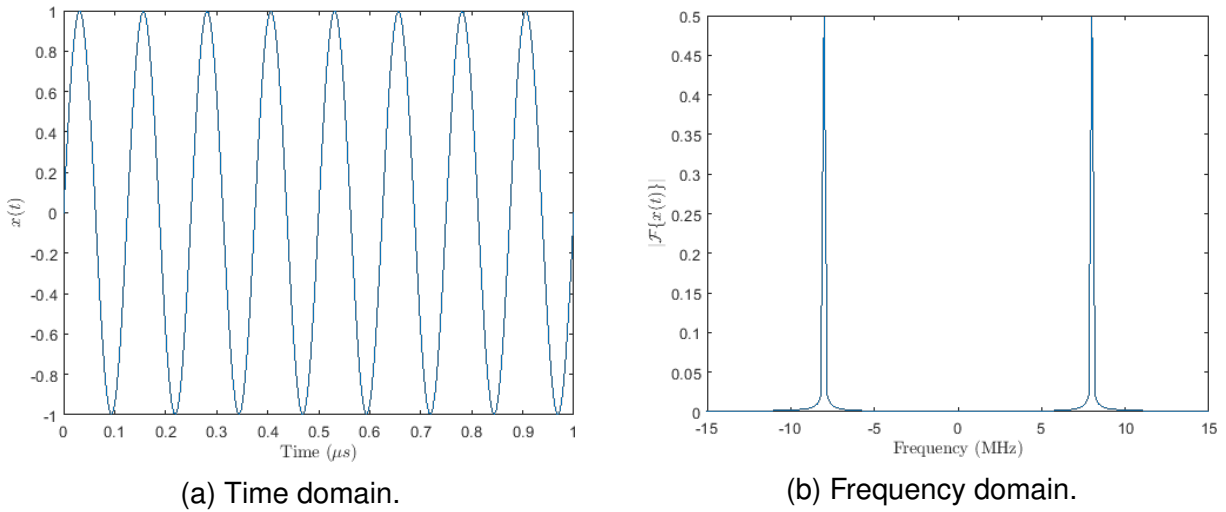 1
0.8
0.6
0.4
0.2
0
-0.2
-0.4
-0.6
-0.8
-1
x(t)
0 0.1 0.2 0.3 0.4 0.5 0.6 0.7 0.8 0.9 1
Time (μs)
(a) Time domain.
0.5
0.45
0.4
0.35
0.3
0.25
0.2
0.15
0.1
0.05
0
|ℱ{x(t)}|
-15 -10 -5 0 5 10 15
Frequency (MHz)
(b) Frequency domain.